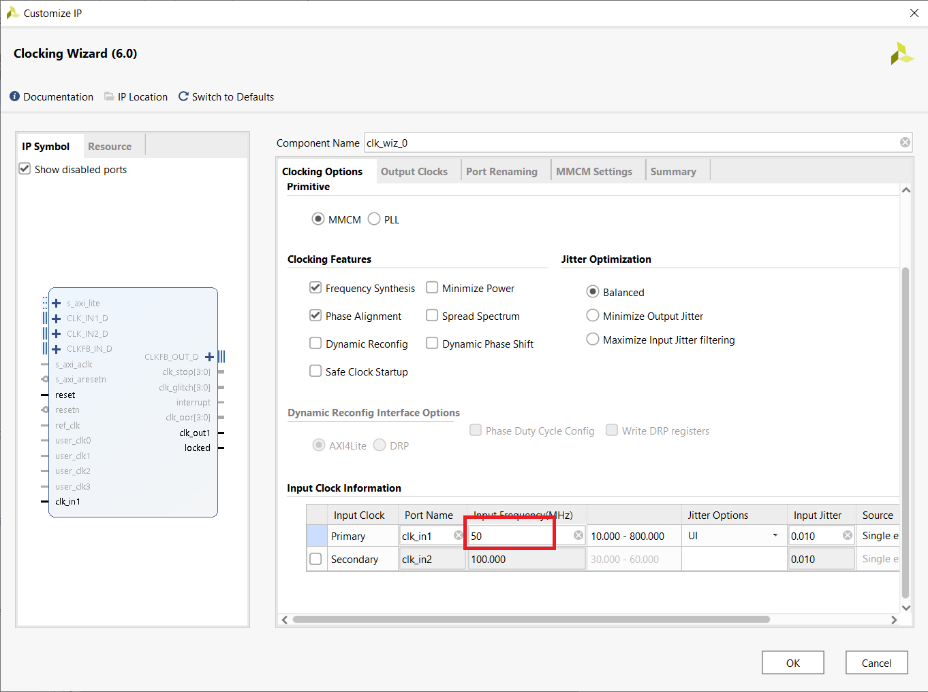 Customize IP
Clocking Wizard (6.0)
Documentation IP Location Switch to Defaults
IP Symbol Resource
Show disabled ports
s_axi_lite
CLK_IN1_D
CLK_IN2_D
CLKFB_IN_D
s_axi_aclk
s_axi_aresetn
reset
resetn
ref_clk
user_clk0
user_clk1
user_clk2
user_clk3
clk_in1
CLKFB_OUT_D
clk_stop[3:0]
clk_glitch[3:0]
interrupt
clk_oor[3:0]
clk_out1
locked
Component Name clk_wiz_0
Clocking Options Output Clocks Port Renaming MMCM Settings Summary
Primitive
MMCM PLL
Clocking Features
Frequency Synthesis Minimize Power
Phase Alignment Spread Spectrum
Dynamic Reconfig Dynamic Phase Shift
Safe Clock Startup
Jitter Optimization
Balanced
Minimize Output Jitter
Maximize Input Jitter filtering
Dynamic Reconfig Interface Options
AXI4Lite DRP
Phase Duty Cycle Config Write DRP registers
Input Clock Information
Input Clock Port Name Input Frequency(MHz) Jitter Options Input Jitter Source
Primary clk_in1 50 10.000 - 800.000 UI 0.010 Single e
Secondary clk_in2 100.000 30.000 - 60.000 0.010 Single e
OK Cancel